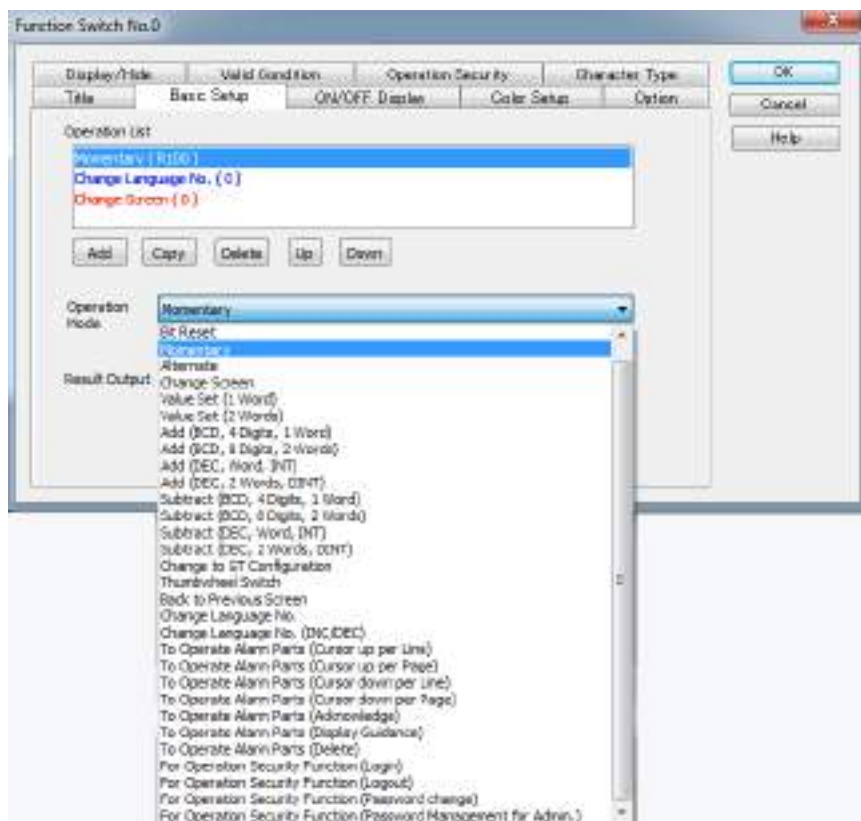 Function Switch No.0
Display/Hide Valid Condition Operation Security Character Type
Title Basic Setup ON/OFF Display Color Setup Option
OK
Cancel
Help
Operation List
Momentary ( R100 )
Change Language No. ( 0 )
Change Screen ( 0 )
Add Copy Delete Up Down
Operation Mode
Momentary
Result Output
Bit Reset
Momentary
Alternate
Change Screen
Value Set (1 Word)
Value Set (2 Words)
Add (BCD, 4 Digits, 1 Word)
Add (BCD, 8 Digits, 2 Words)
Add (DEC, Word, INT)
Add (DEC, 2 Words, DINT)
Subtract (BCD, 4 Digits, 1 Word)
Subtract (BCD, 8 Digits, 2 Words)
Subtract (DEC, Word, INT)
Subtract (DEC, 2 Words, DINT)
Change to GT Configuration
Thumbwheel Switch
Back to Previous Screen
Change Language No.
Change Language No. (INC/DEC)
To Operate Alarm Parts (Cursor up per Line)
To Operate Alarm Parts (Cursor up per Page)
To Operate Alarm Parts (Cursor down per Line)
To Operate Alarm Parts (Cursor down per Page)
To Operate Alarm Parts (Acknowledge)
To Operate Alarm Parts (Display Guidance)
To Operate Alarm Parts (Delete)
For Operation Security Function (Login)
For Operation Security Function (Logout)
For Operation Security Function (Password change)
For Operation Security Function (Password Management for Admin.)